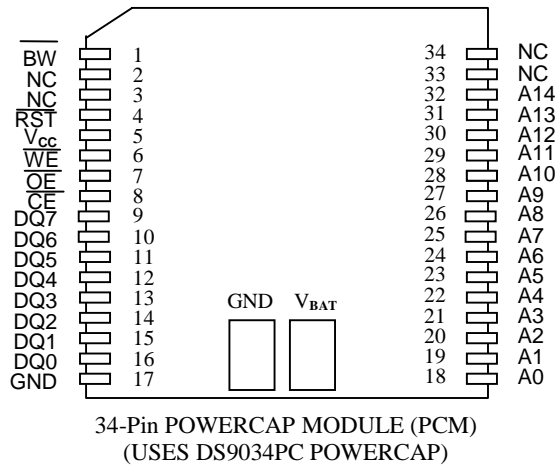 BW 1 34 NC
NC 2 33 NC
NC 3 32 A14
RST 4 31 A13
VCC 5 30 A12
WE 6 29 A11
OE 7 28 A10
CE 8 27 A9
DQ7 9 26 A8
DQ6 10 25 A7
DQ5 11 24 A6
DQ4 12 23 A5
DQ3 13 22 A4
DQ2 14 21 A3
DQ1 15 20 A2
DQ0 16 19 A1
GND 17 18 A0
GND VBAT
34-Pin POWERCAP MODULE (PCM)
(USES DS9034PC POWERCAP)